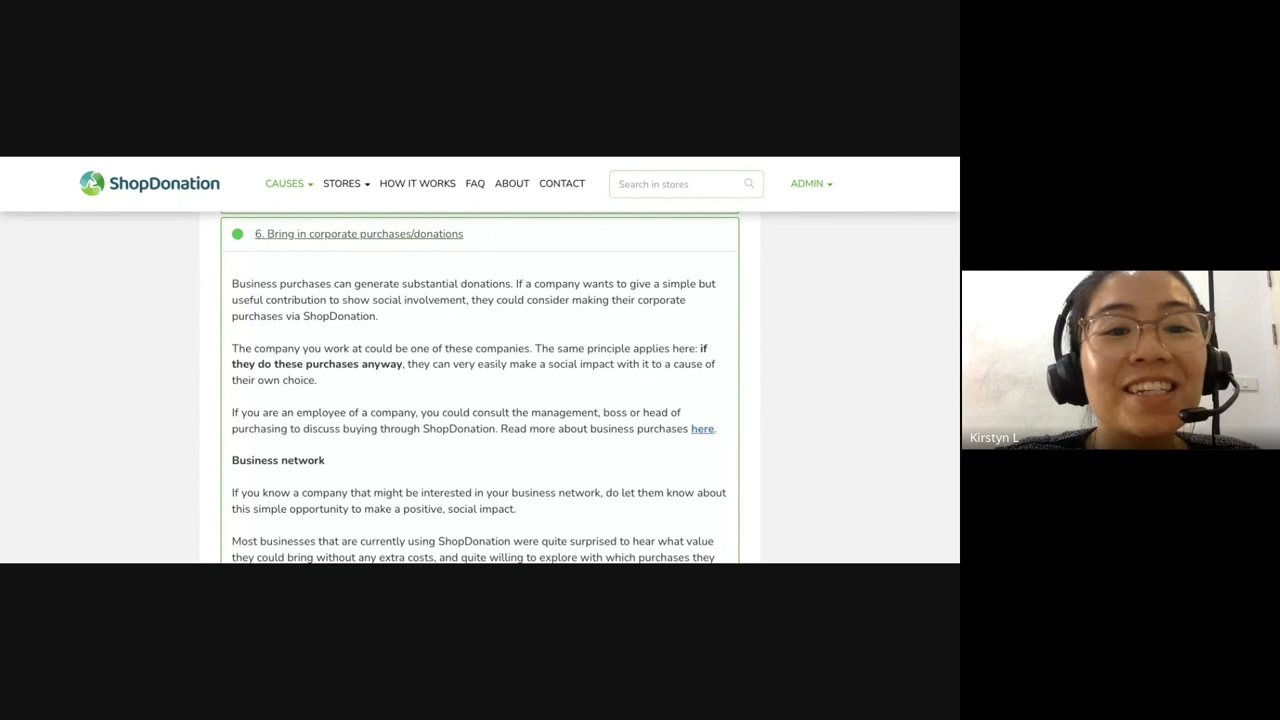 ShopDonation
CAUSES
STORES
HOW IT WORKS
FAQ
ABOUT
CONTACT
Search in stores
ADMIN
6. Bring in corporate purchases/donations
Business purchases can generate substantial donations. If a company wants to give a simple but
useful contribution to show social involvement, they could consider making their corporate
purchases via ShopDonation.
The company you work at could be one of these companies. The same principle applies here: if
they do these purchases anyway, they can very easily make a social impact with it to a cause of
their own choice.
If you are an employee of a company, you could consult the management, boss or head of
purchasing to discuss buying through ShopDonation. Read more about business purchases here.
Business network
If you know a company that might be interested in your business network, do let them know about
this simple opportunity to make a positive, social impact.
Most businesses that are currently using ShopDonation were quite surprised to hear what value
they could bring without any extra costs, and quite willing to explore with which purchases they
Kirstyn L